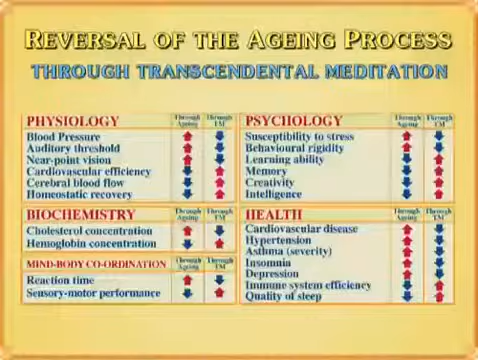 REVERSAL OF THE AGEING PROCESS
THROUGH TRANSCENDENTAL MEDITATION
PHYSIOLOGY Through Ageing Through TM
Blood Pressure
Auditory threshold
Near-point vision
Cardiovascular efficiency
Cerebral blood flow
Homeostatic recovery
BIOCHEMISTRY Through Ageing Through TM
Cholesterol concentration
Hemoglobin concentration
MIND-BODY CO-ORDINATION Through Ageing Through TM
Reaction time
Sensory-motor performance
PSYCHOLOGY Through Ageing Through TM
Susceptibility to stress
Behavioural rigidity
Learning ability
Memory
Creativity
Intelligence
HEALTH Through Ageing Through TM
Cardiovascular disease
Hypertension
Asthma (severity)
Insomnia
Depression
Immune system efficiency
Quality of sleep